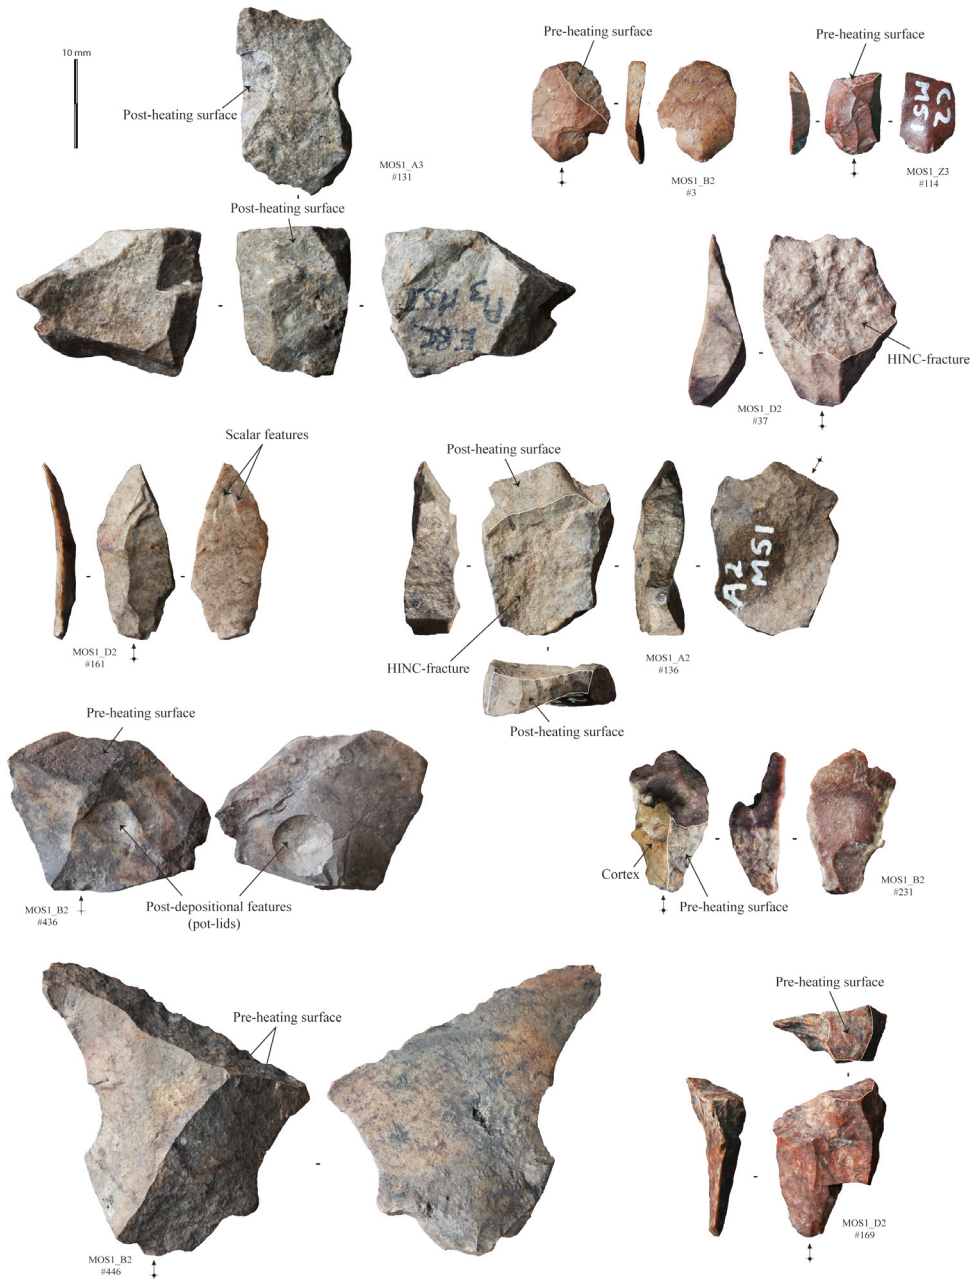 10 mm
Post-heating surface
MOS1_A3
#131
Pre-heating surface
MOS1_B2
#3
Pre-heating surface
C2
MS1
MOS1_Z3
#114
Post-heating surface
A3 MSI
EBC
HINC-fracture
MOS1_D2
#37
Scalar features
MOS1_D2
#161
Post-heating surface
A2
MS1
HINC-fracture
MOS1_A2
#136
Post-heating surface
Pre-heating surface
MOS1_B2
#436
Post-depositional features
(pot-lids)
Cortex
Pre-heating surface
MOS1_B2
#231
Pre-heating surface
MOS1_B2
#446
Pre-heating surface
MOS1_D2
#169